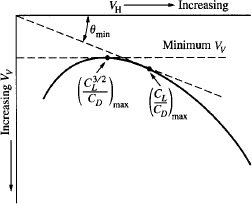 V_H → Increasing
θ_min
Minimum V_V
(C_L^{3/2} / C_D)_max
(C_L / C_D)_max
Increasing V_V